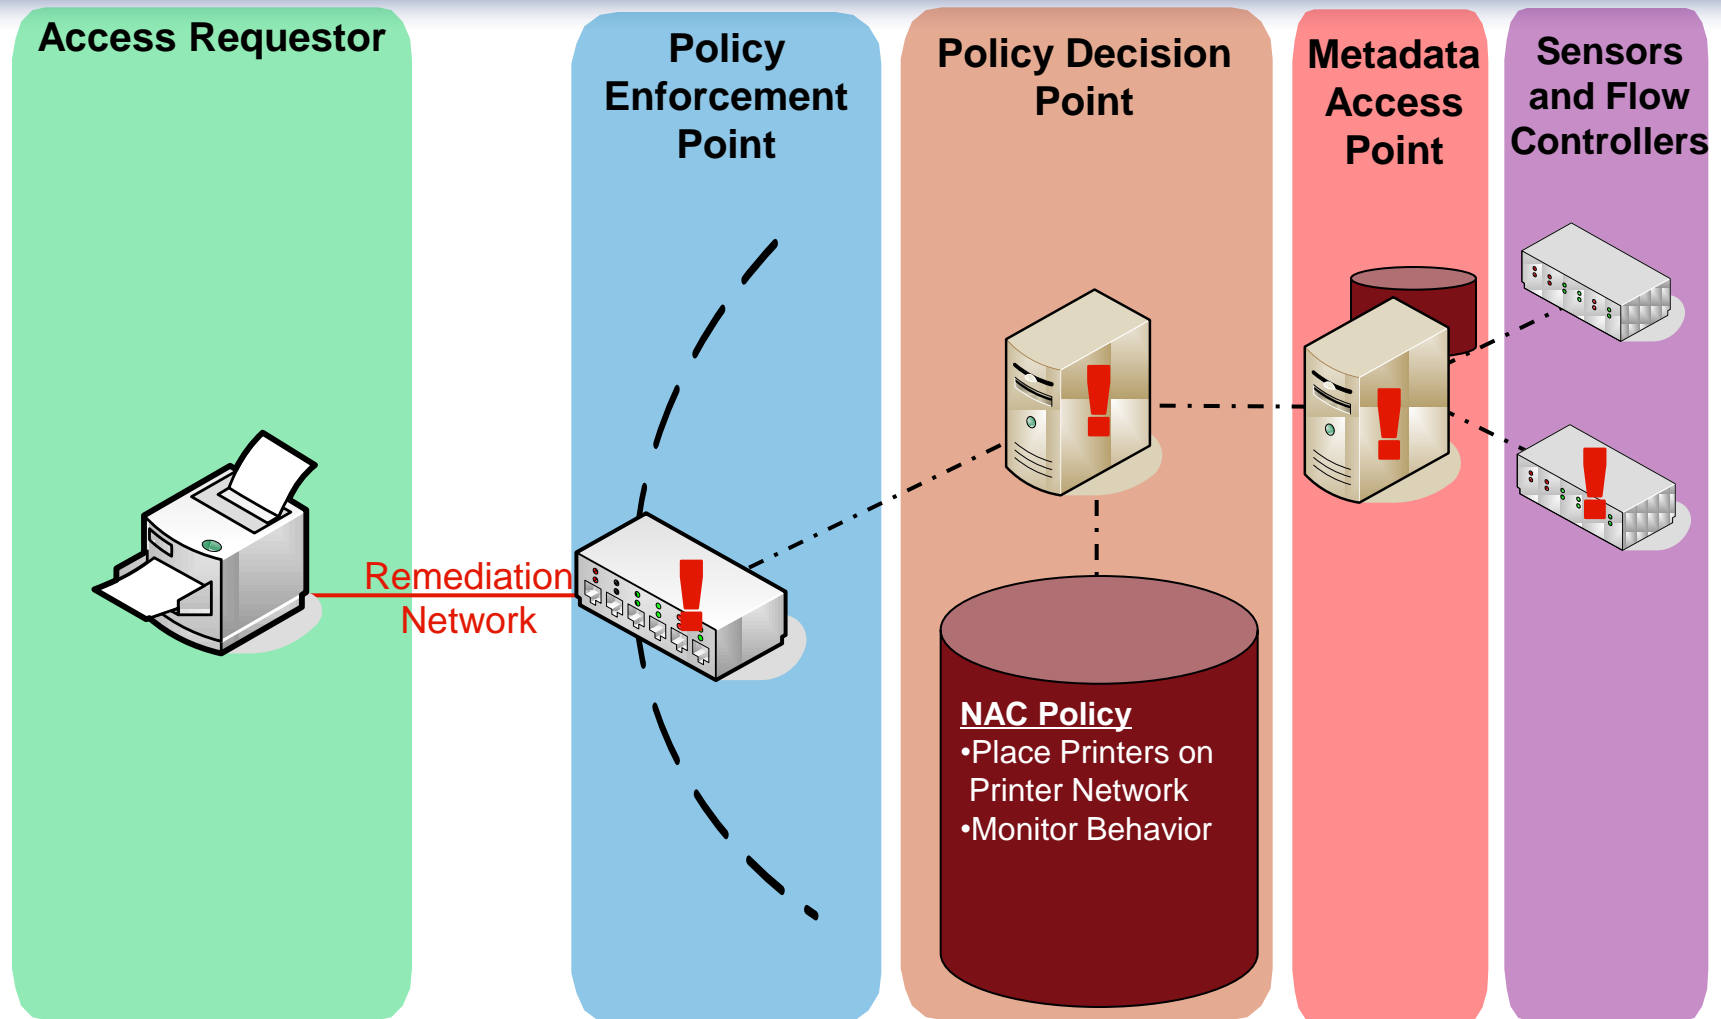 Access Requestor
Policy
Enforcement
Point
Policy Decision
Point
Metadata
Access
Point
Sensors
and Flow
Controllers
Remediation
Network
NAC Policy
•Place Printers on
Printer Network
•Monitor Behavior